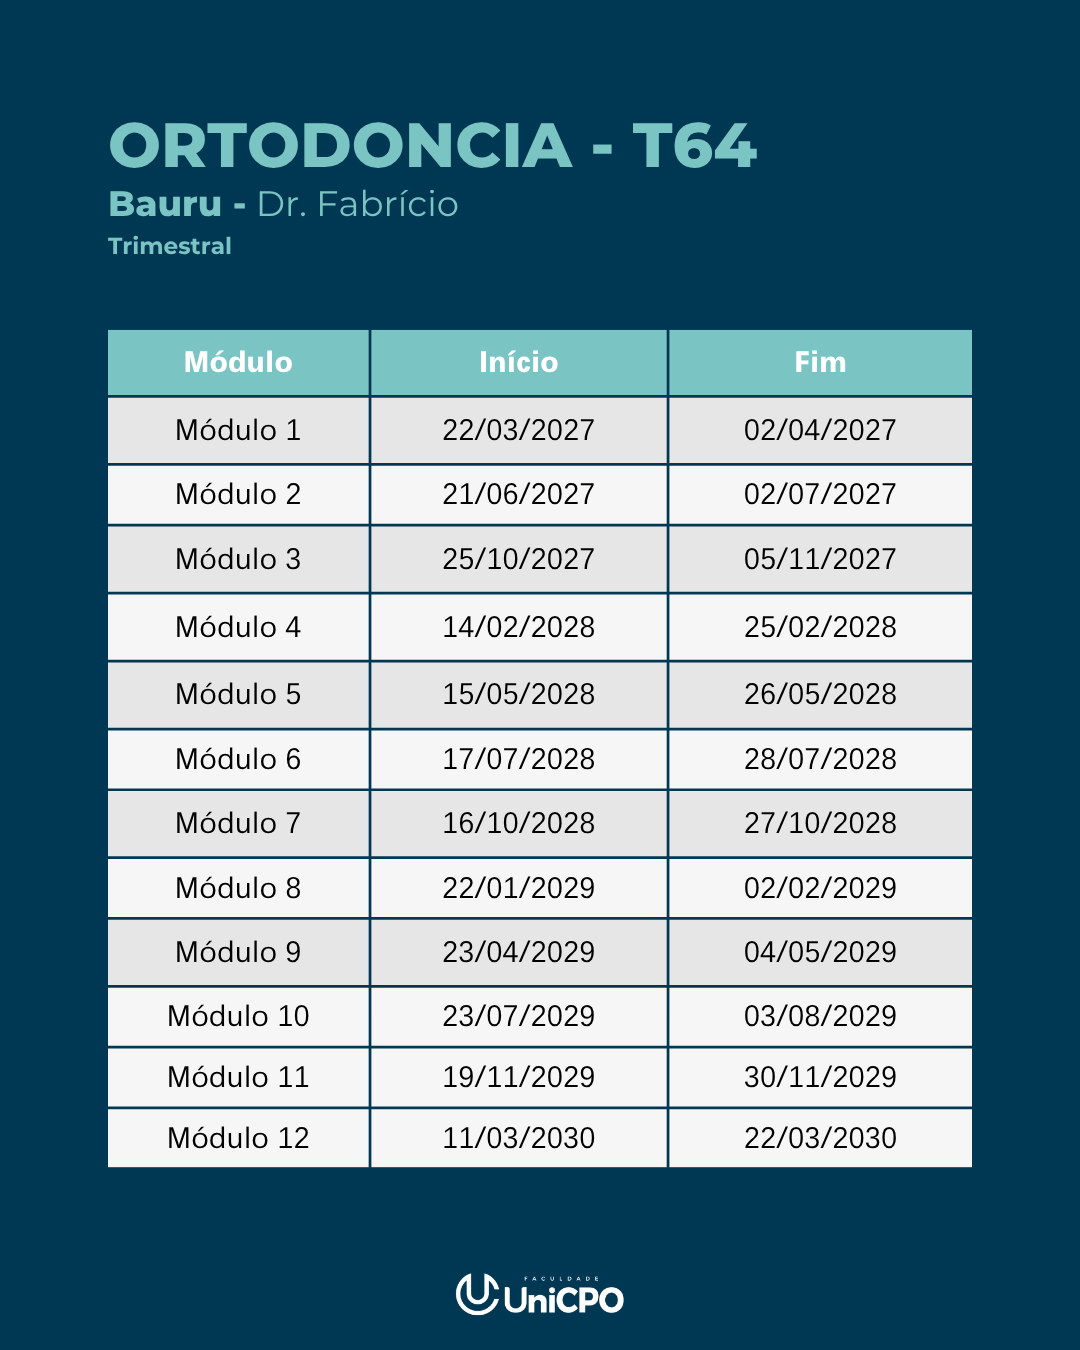 ORTODONCIA - T64
Bauru - Dr. Fabrício
Trimestral
Módulo Início Fim
Módulo 1 22/03/2027 02/04/2027
Módulo 2 21/06/2027 02/07/2027
Módulo 3 25/10/2027 05/11/2027
Módulo 4 14/02/2028 25/02/2028
Módulo 5 15/05/2028 26/05/2028
Módulo 6 17/07/2028 28/07/2028
Módulo 7 16/10/2028 27/10/2028
Módulo 8 22/01/2029 02/02/2029
Módulo 9 23/04/2029 04/05/2029
Módulo 10 23/07/2029 03/08/2029
Módulo 11 19/11/2029 30/11/2029
Módulo 12 11/03/2030 22/03/2030
FACULDADE
UniCPO